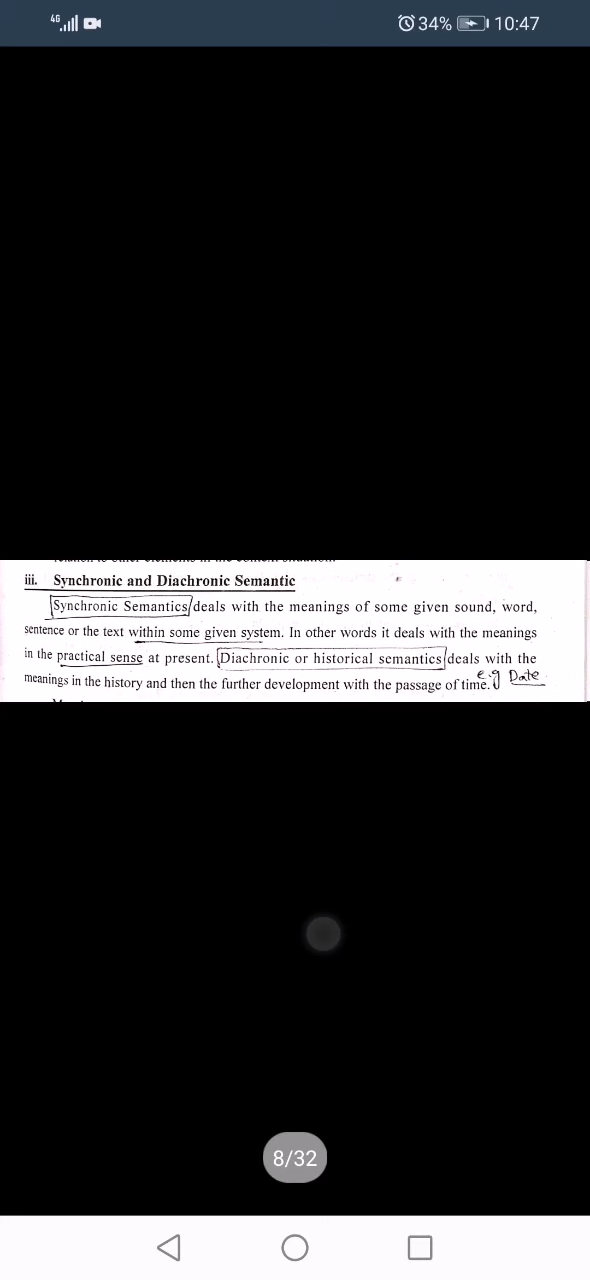 4G 34% 10:47
iii. Synchronic and Diachronic Semantic
Synchronic Semantics deals with the meanings of some given sound, word,
sentence or the text within some given system. In other words it deals with the meanings
in the practical sense at present. Diachronic or historical semantics deals with the
meanings in the history and then the further development with the passage of time. e.g Date
8/32